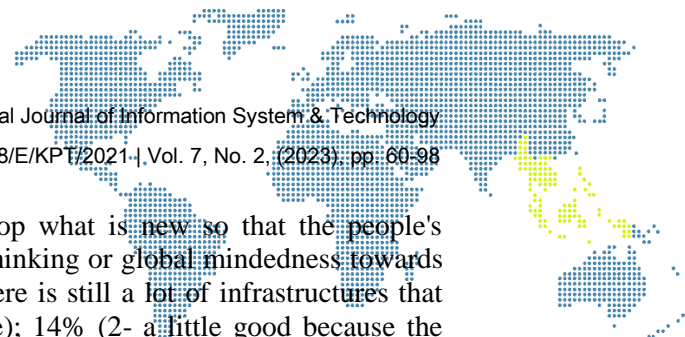 al Journal of Information System & Technology
8/E/KPT/2021 | Vol. 7, No. 2, (2023), pp. 60-98
op what is new so that the people's
hinking or global mindedness towards
ere is still a lot of infrastructures that
e); 14% (2- a little good because the